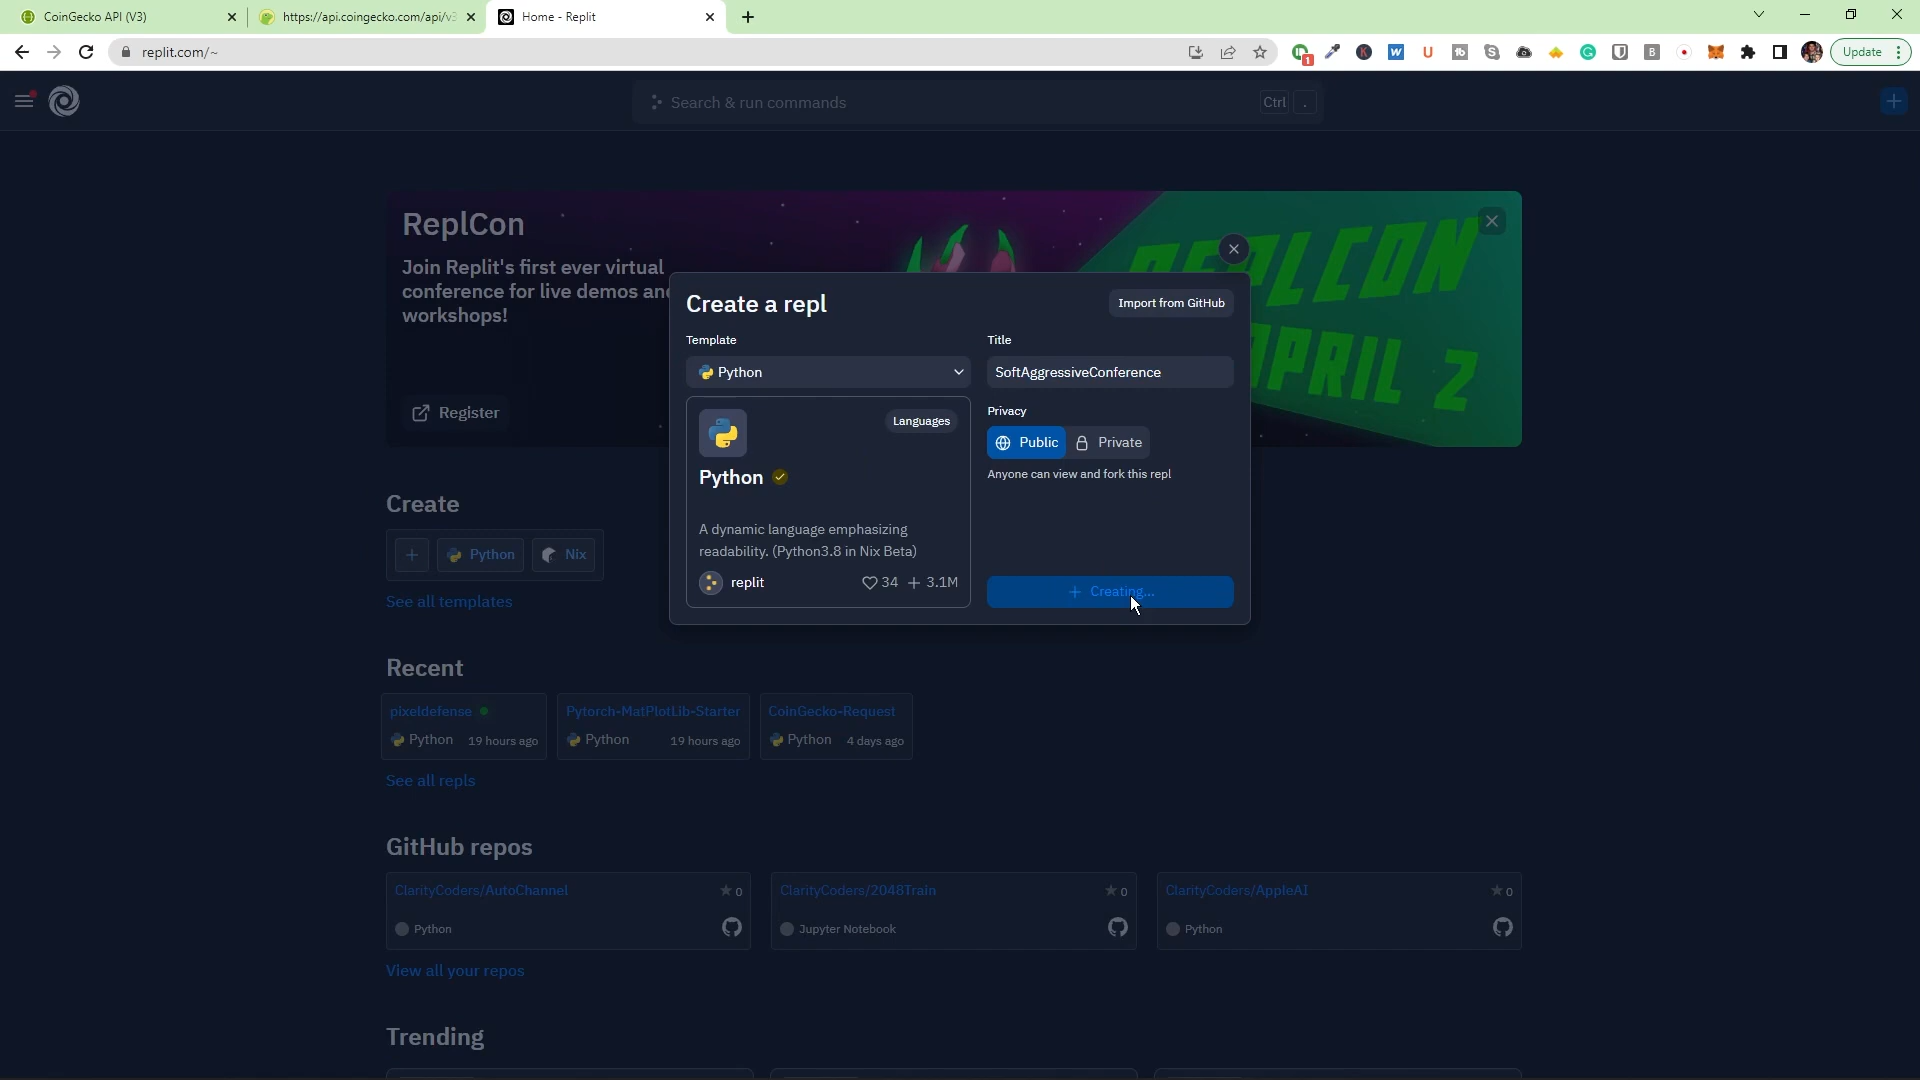 CoinGecko API (V3)
https://api.coingecko.com/api/v3
Home - Replit
replit.com/~
Update
Search & run commands
Ctrl .
ReplCon
Join Replit's first ever virtual
conference for live demos and
workshops!
Register
REPLCON
APRIL 2
Create a repl
Import from GitHub
Template
Title
Python
SoftAggressiveConference
Languages
Python
A dynamic language emphasizing
readability. (Python3.8 in Nix Beta)
replit
34
3.1M
Privacy
Public
Private
Anyone can view and fork this repl
+ Creating...
Create
Python
Nix
See all templates
Recent
pixeldefense
Python
19 hours ago
Pytorch-MatPlotLib-Starter
Python
19 hours ago
CoinGecko-Request
Python
4 days ago
See all repls
GitHub repos
ClarityCoders/AutoChannel
0
Python
ClarityCoders/2048Train
0
Jupyter Notebook
ClarityCoders/AppleAI
0
Python
View all your repos
Trending